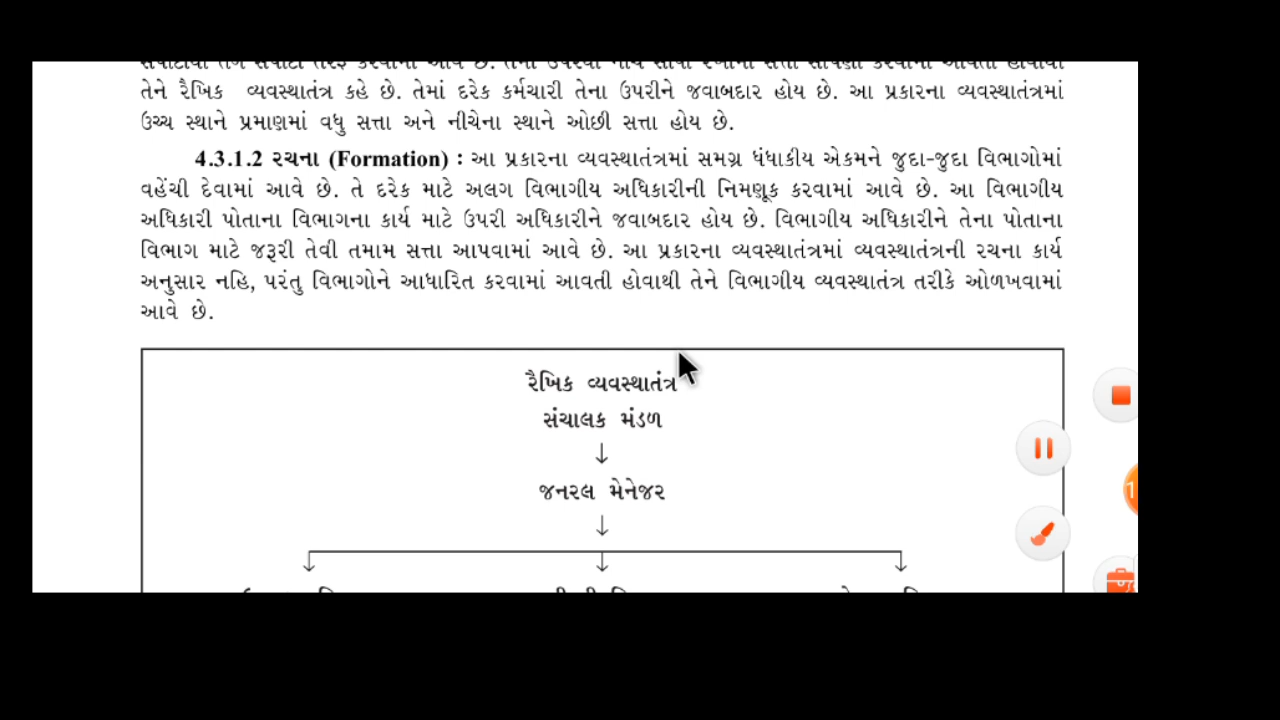 તેને રૈખિક વ્યવસ્થાતંત્ર કહે છે. તેમાં દરેક કર્મચારી તેના ઉપરીને જવાબદાર હોય છે. આ પ્રકારના વ્યવસ્થાતંત્રમાં
ઉચ્ચ સ્થાને પ્રમાણમાં વધુ સત્તા અને નીચેના સ્થાને ઓછી સત્તા હોય છે.
4.3.1.2 રચના (Formation) : આ પ્રકારના વ્યવસ્થાતંત્રમાં સમગ્ર ધંધાકીય એકમને જુદા-જુદા વિભાગોમાં
વહેંચી દેવામાં આવે છે. તે દરેક માટે અલગ વિભાગીય અધિકારીની નિમણૂક કરવામાં આવે છે. આ વિભાગીય
અધિકારી પોતાના વિભાગના કાર્ય માટે ઉપરી અધિકારીને જવાબદાર હોય છે. વિભાગીય અધિકારીને તેના પોતાના
વિભાગ માટે જરૂરી તેવી તમામ સત્તા આપવામાં આવે છે. આ પ્રકારના વ્યવસ્થાતંત્રમાં વ્યવસ્થાતંત્રની રચના કાર્ય
અનુસાર નહિ, પરંતુ વિભાગોને આધારિત કરવામાં આવતી હોવાથી તેને વિભાગીય વ્યવસ્થાતંત્ર તરીકે ઓળખવામાં
આવે છે.
રૈખિક વ્યવસ્થાતંત્ર
સંચાલક મંડળ
જનરલ મેનેજર